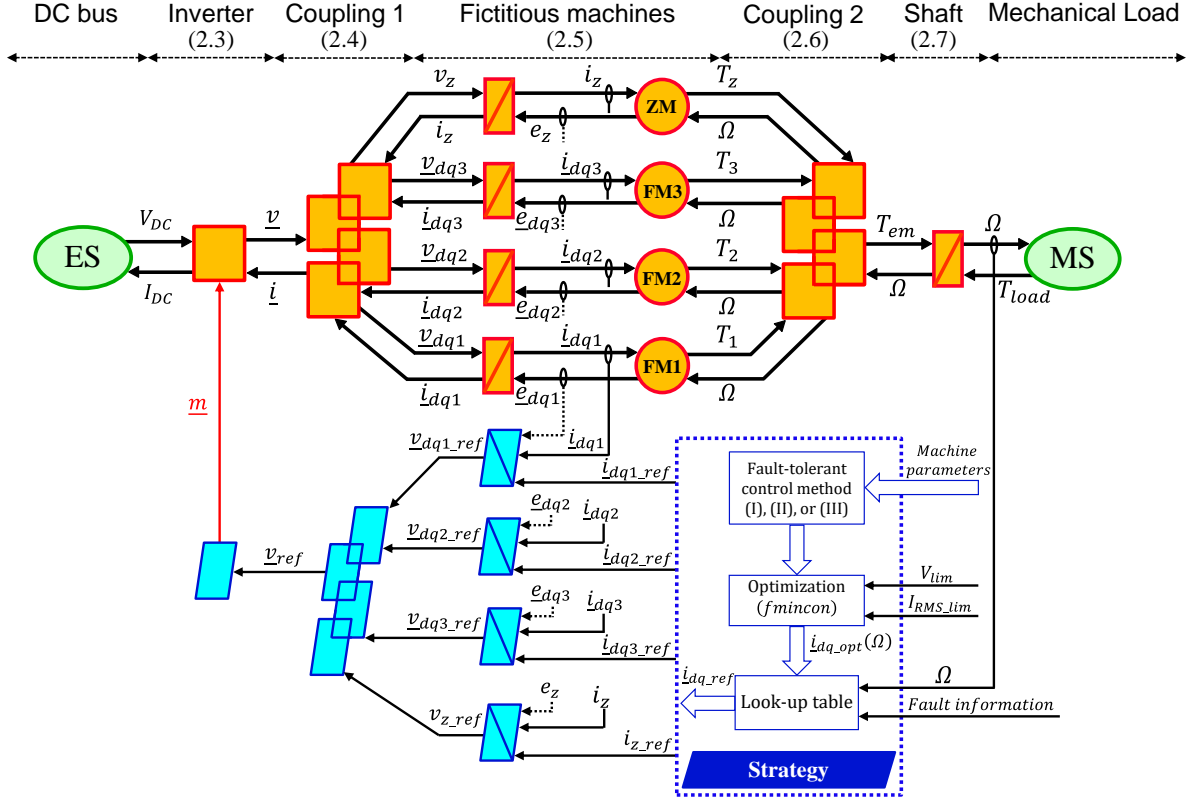 DC bus Inverter Coupling 1 Fictitious machines Coupling 2 Shaft Mechanical Load
(2.3) (2.4) (2.5) (2.6) (2.7)
v_z i_z T_z
ZM
i_z e_z Ω
v_dq3 i_dq3 T_3
FM3
i_dq3 e_dq3 Ω
V_DC v T_em Ω
ES MS
I_DC i Ω T_load
v_dq2 i_dq2 T_2
FM2
i_dq2 e_dq2 Ω
v_dq1 i_dq1 T_1
FM1
i_dq1 e_dq1 Ω
m
v_dq1_ref i_dq1
i_dq1_ref
e_dq2 i_dq2
v_dq2_ref
i_dq2_ref
v_ref
e_dq3 i_dq3
v_dq3_ref
i_dq3_ref
e_z i_z
v_z_ref
i_z_ref
Machine
parameters
Fault-tolerant
control method
(I), (II), or (III)
V_lim
Optimization
(fmincon)
I_RMS_lim
i_dq_opt(Ω)
i_dq_ref
Ω
Look-up table
Fault information
Strategy